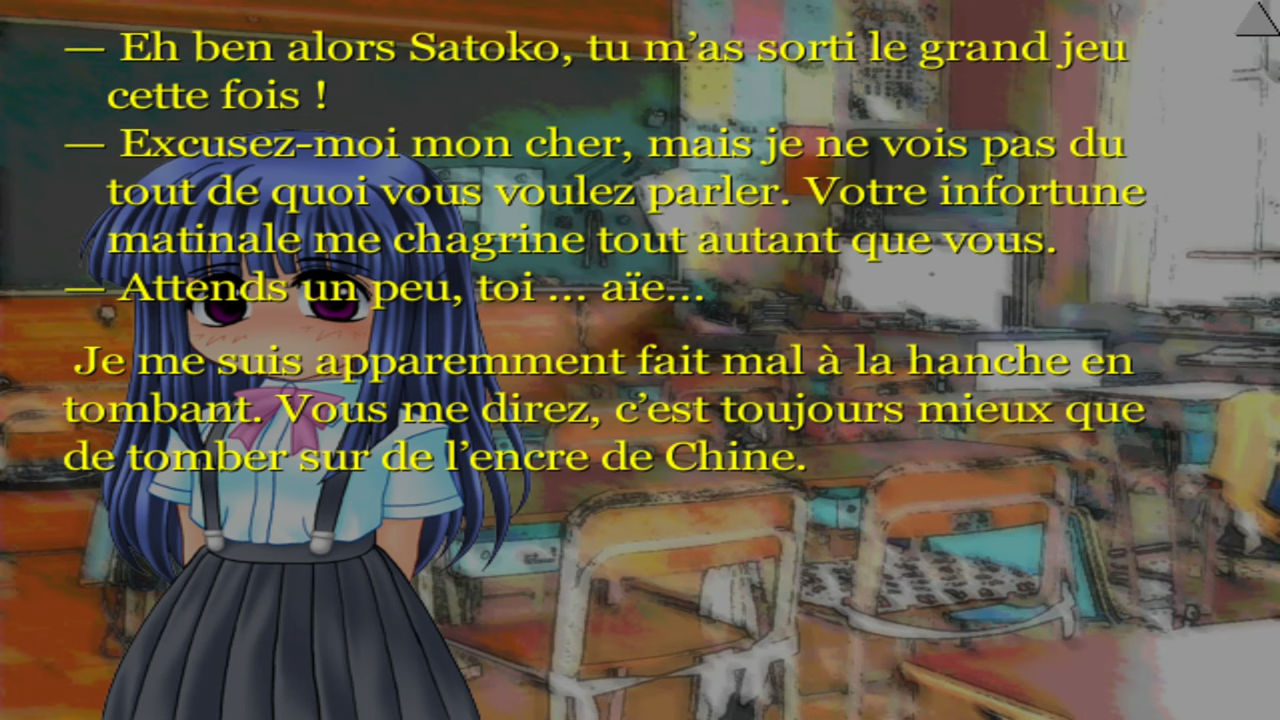 — Eh ben alors Satoko, tu m’as sorti le grand jeu
cette fois !
— Excusez-moi mon cher, mais je ne vois pas du
tout de quoi vous voulez parler. Votre infortune
matinale me chagrine tout autant que vous.
— Attends un peu, toi ... aïe...
Je me suis apparemment fait mal à la hanche en
tombant. Vous me direz, c’est toujours mieux que
de tomber sur de l’encre de Chine.